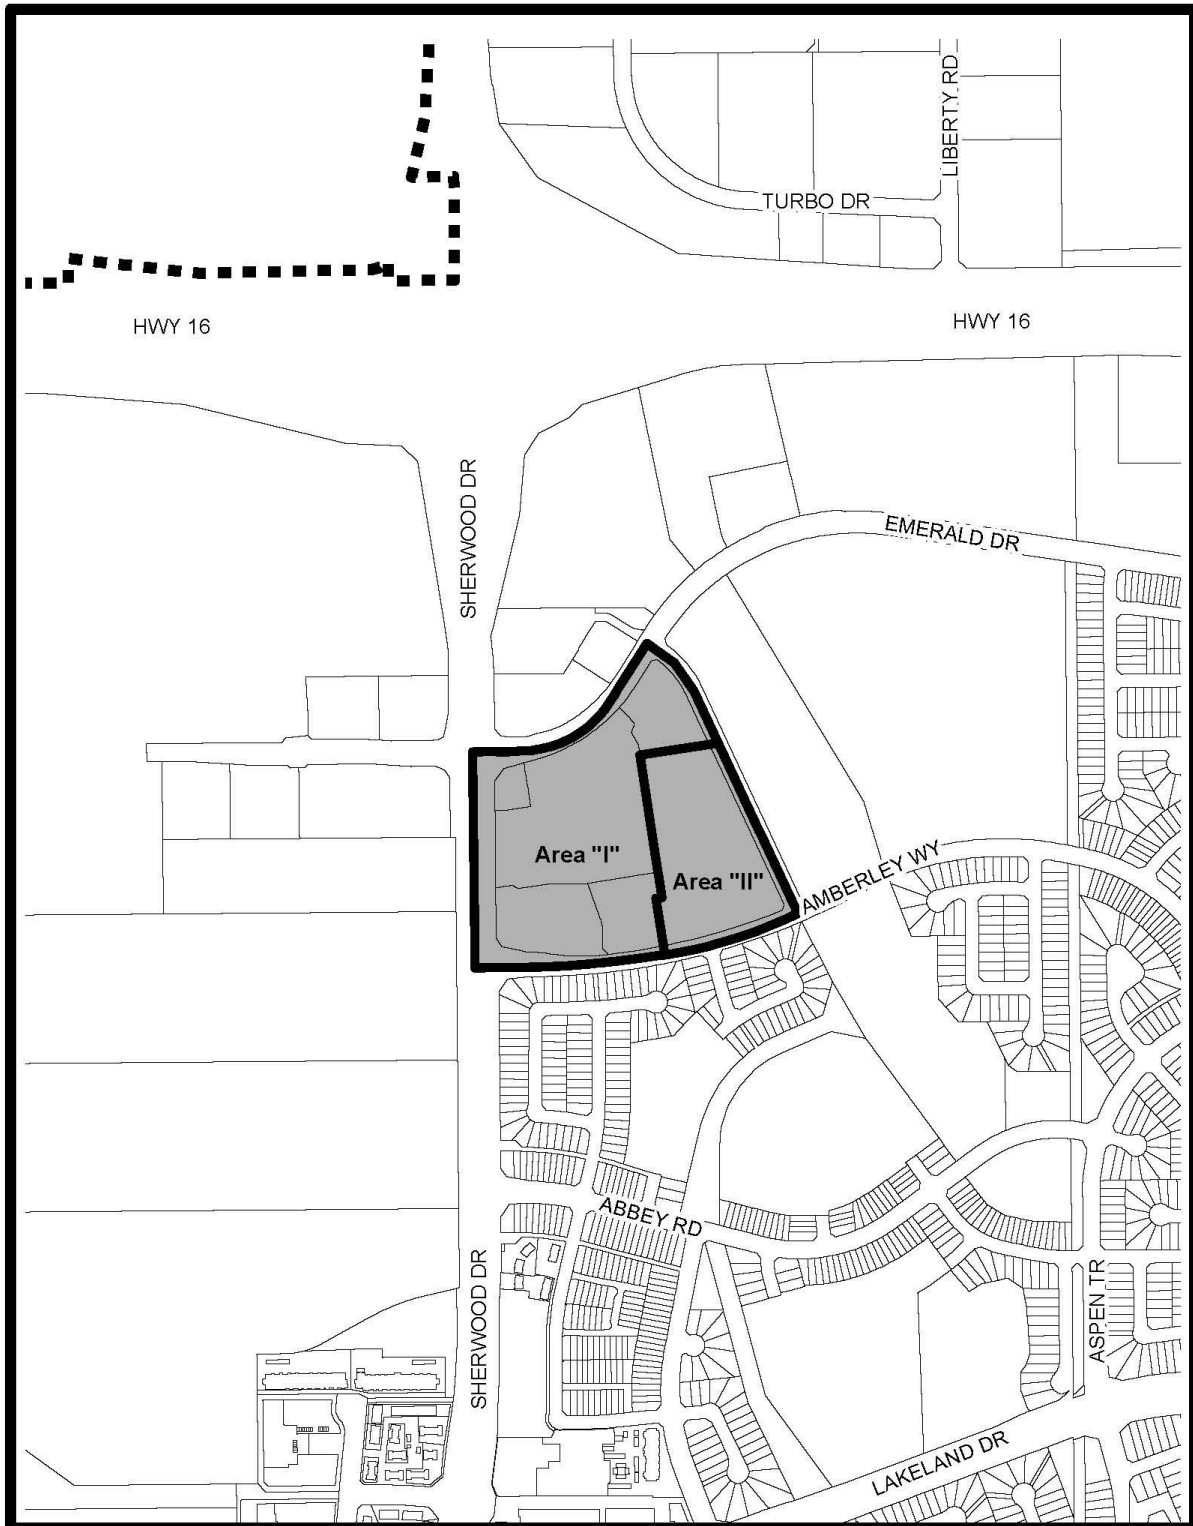 LIBERTY RD
TURBO DR
HWY 16
HWY 16
SHERWOOD DR
EMERALD DR
Area "I"
Area "II"
AMBERLEY WY
ABBEY RD
SHERWOOD DR
ASPEN TR
LAKELAND DR